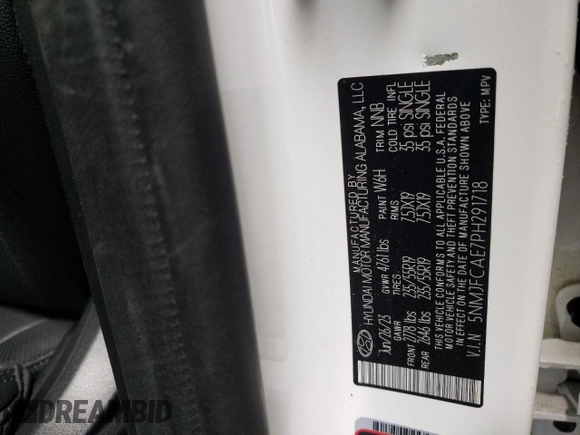 MANUFACTURED BY
HYUNDAI MOTOR MANUFACTURING ALABAMA, LLC
Jun/26/23 GVWR 4761lbs PAINT W6H TRIM NNB
GAWR TIRES RIMS COLD TIRE INFL
FRONT 2778 lbs 235/55R19 7.5JX19 35 psi SINGLE
REAR 2646 lbs 235/55R19 7.5JX19 35 psi SINGLE
THIS VEHICLE CONFORMS TO ALL APPLICABLE U.S.A. FEDERAL
MOTOR VEHICLE SAFETY AND THEFT PREVENTION STANDARDS
IN EFFECT ON THE DATE OF MANUFACTURE SHOWN ABOVE
V.I.N 5NMJFCAE7PH291718 TYPE: MPV
DREAMBID